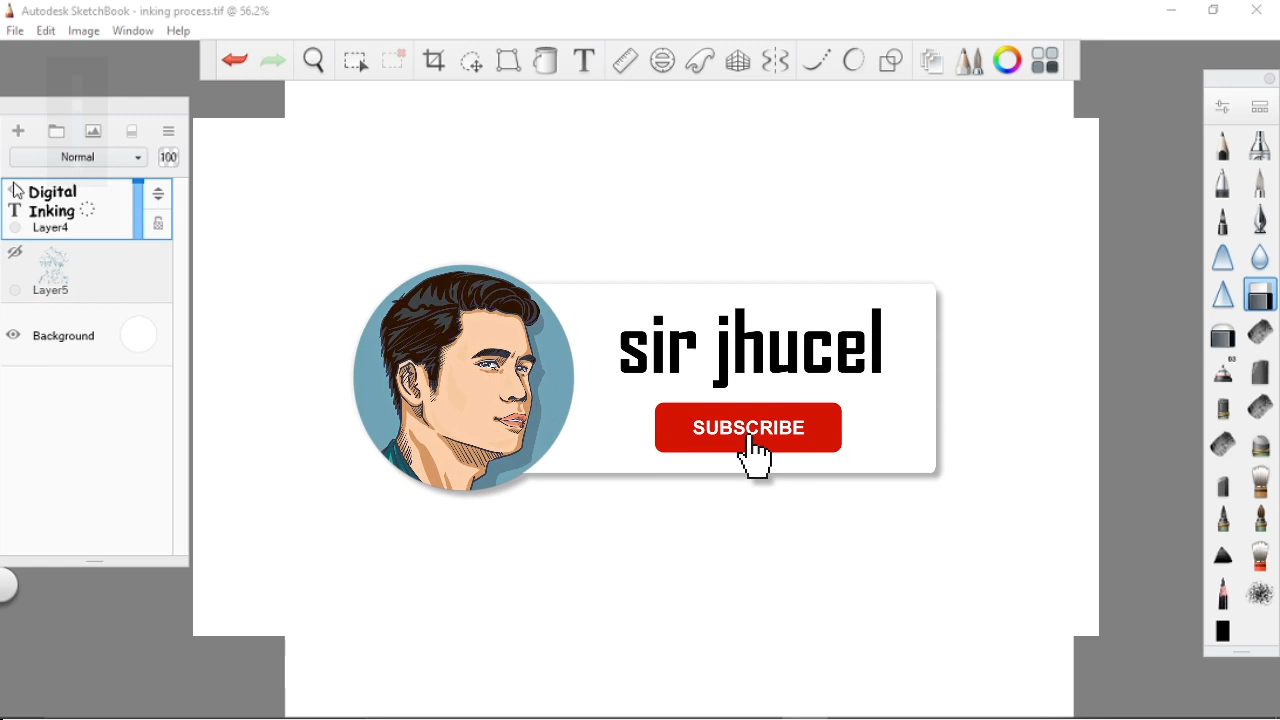 Autodesk SketchBook - inking process.tif @ 56.2%
File Edit Image Window Help
T
Normal
100
Digital
T Inking
Layer4
Layer5
Background
sir jhucel
SUBSCRIBE